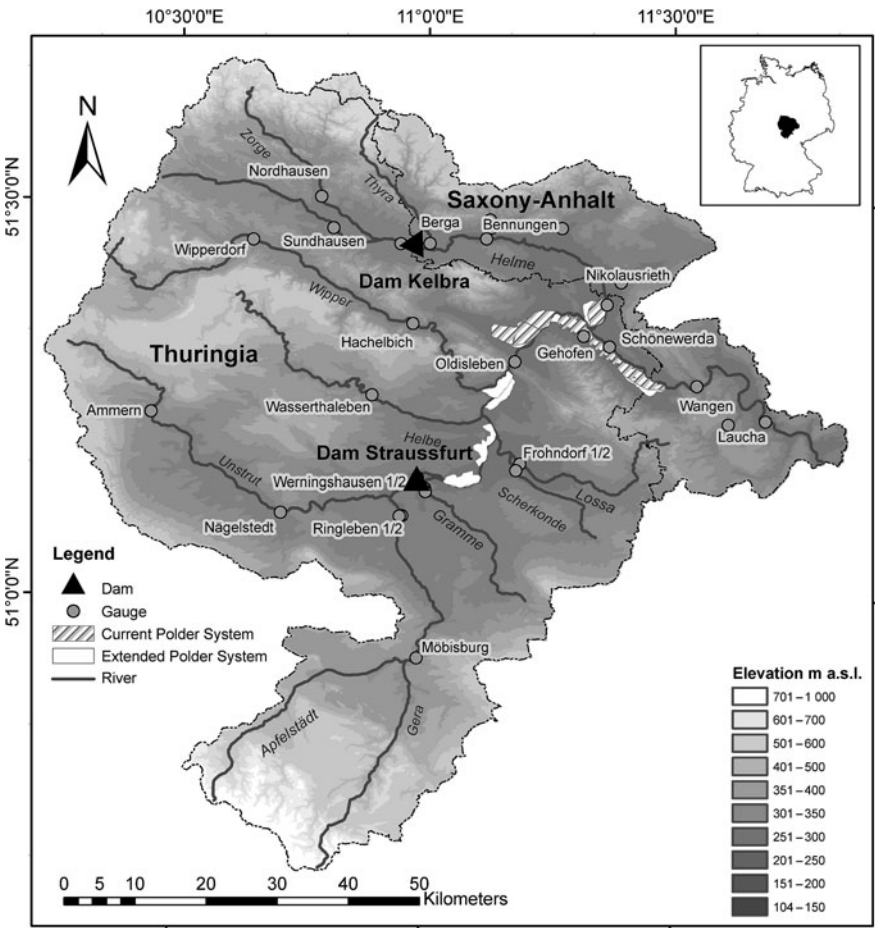 10°30'0"E
11°0'0"E
11°30'0"E
N
51°30'0"N
51°0'0"N
Zorge
Nordhausen
Thyra
Saxony-Anhalt
Berga
Bennungen
Sundhausen
Wipperdorf
Helme
Dam Kelbra
Nikolausrieth
Wipper
Hachelbich
Schönewerda
Thuringia
Oldisleben
Gehofen
Ammern
Wasserthaleben
Wangen
Helbe
Laucha
Dam Straussfurt
Frohndorf 1/2
Unstrut
Werningshausen 1/2
Lossa
Scherkonde
Nägelstedt
Ringleben 1/2
Gramme
Legend
Dam
Gauge
Current Polder System
Extended Polder System
River
Möbisburg
Apfelstädt
Gera
Elevation m a.s.l.
701–1 000
601–700
501–600
401–500
351–400
301–350
251–300
201–250
151–200
104–150
0 5 10 20 30 40 50
Kilometers